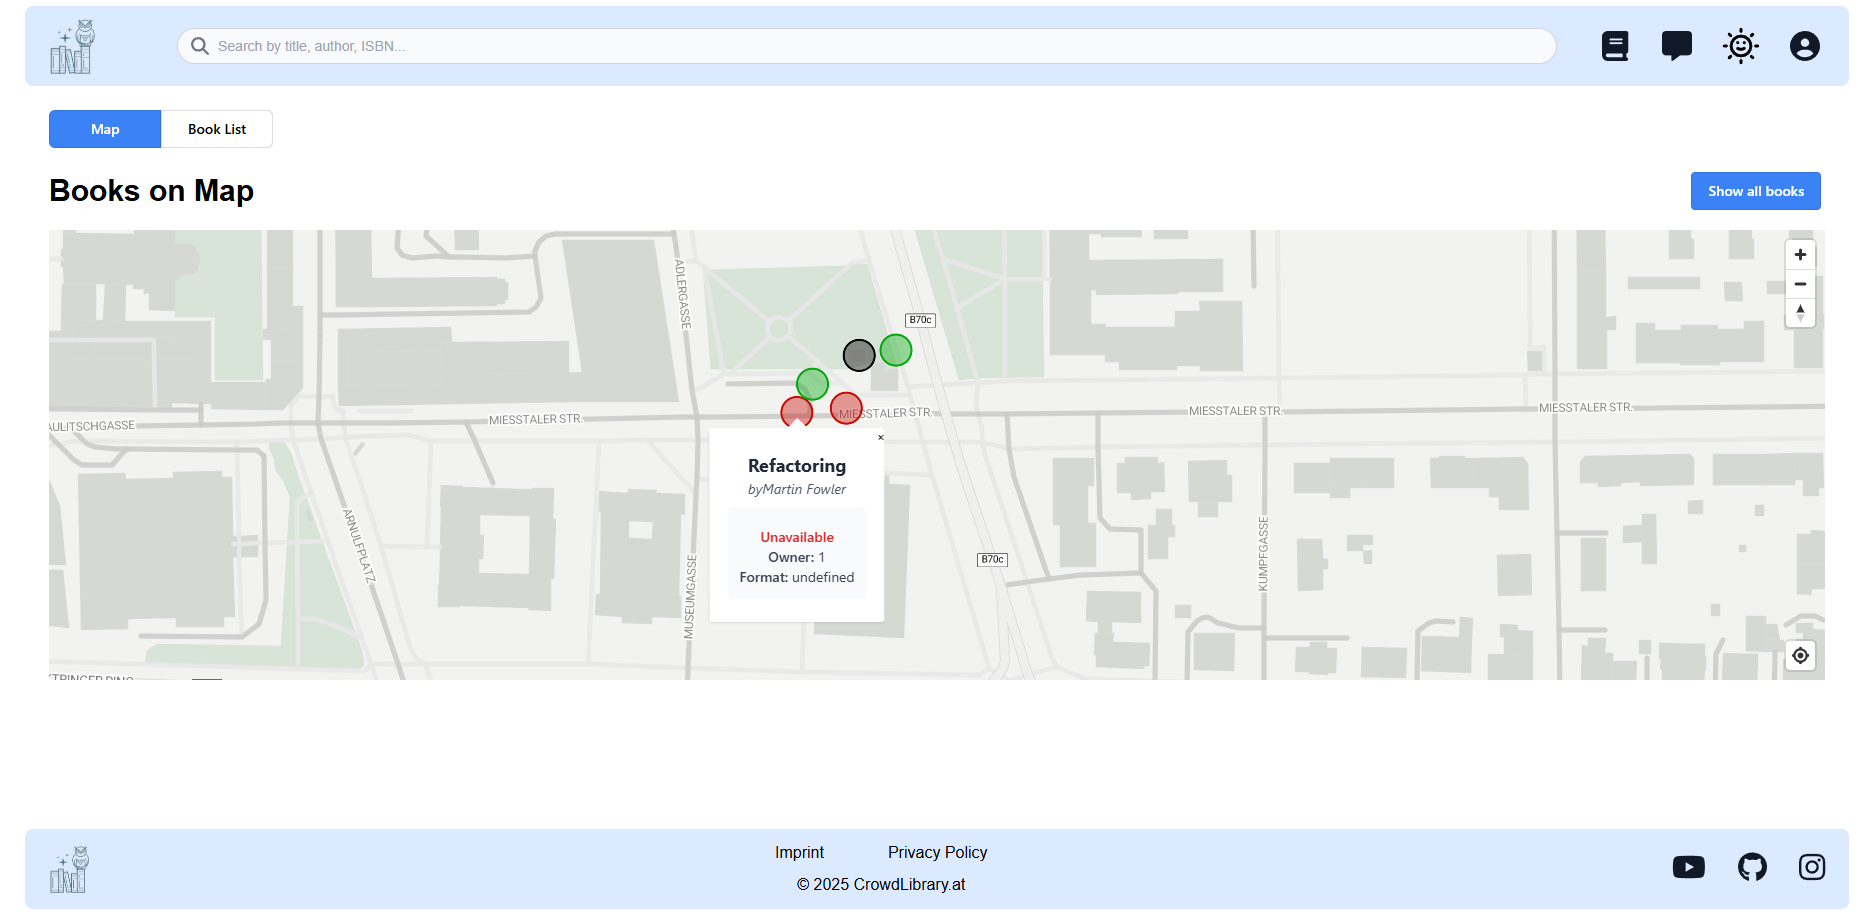 Search by title, author, ISBN...
Map
Book List
Books on Map
Show all books
ADLERGASSE
B70c
MIESSTALER STR.
MIESSTALER STR.
MIESSTALER STR.
MIESSTALER STR.
AULITSCHGASSE
×
Refactoring
byMartin Fowler
Unavailable
Owner: 1
Format: undefined
ARNULFPLATZ
MUSEUMGASSE
B70c
KUMPFGASSE
Imprint
Privacy Policy
© 2025 CrowdLibrary.at